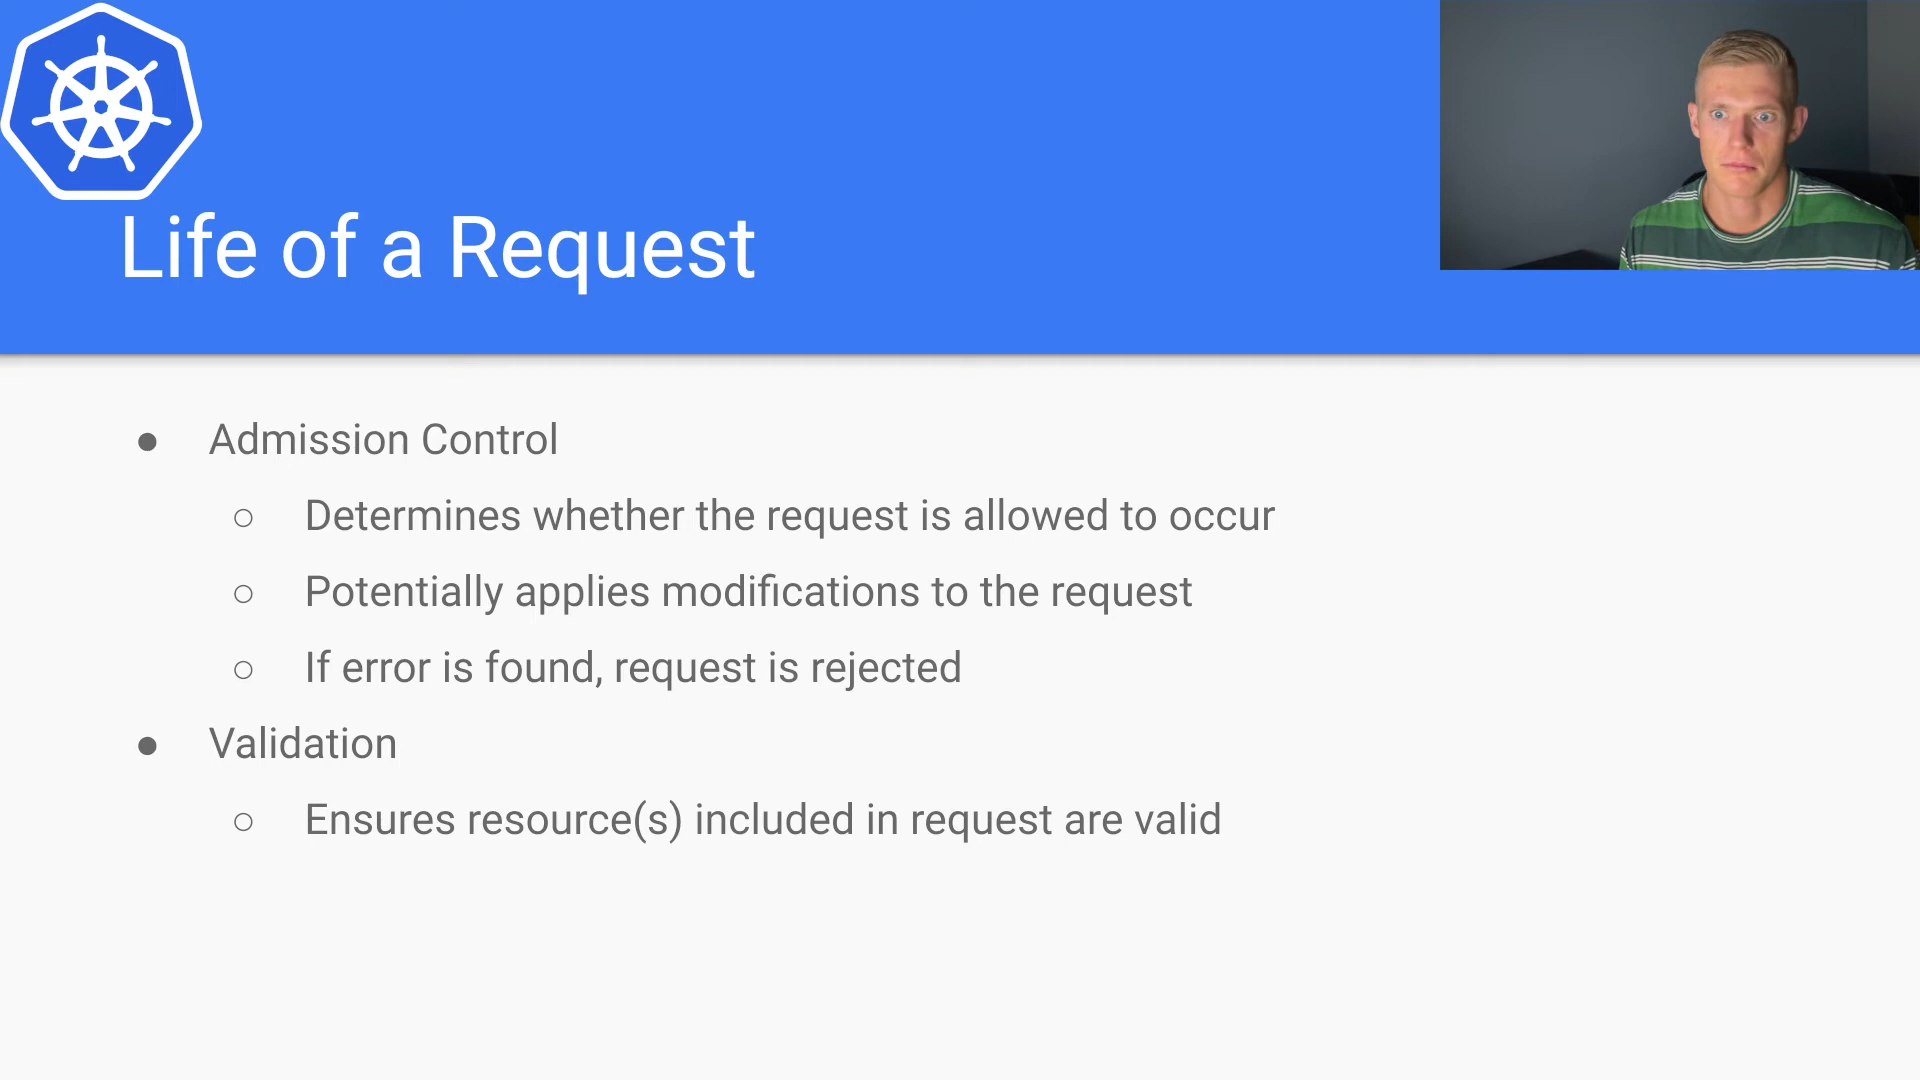 Life of a Request
● Admission Control
○ Determines whether the request is allowed to occur
○ Potentially applies modifications to the request
○ If error is found, request is rejected
● Validation
○ Ensures resource(s) included in request are valid